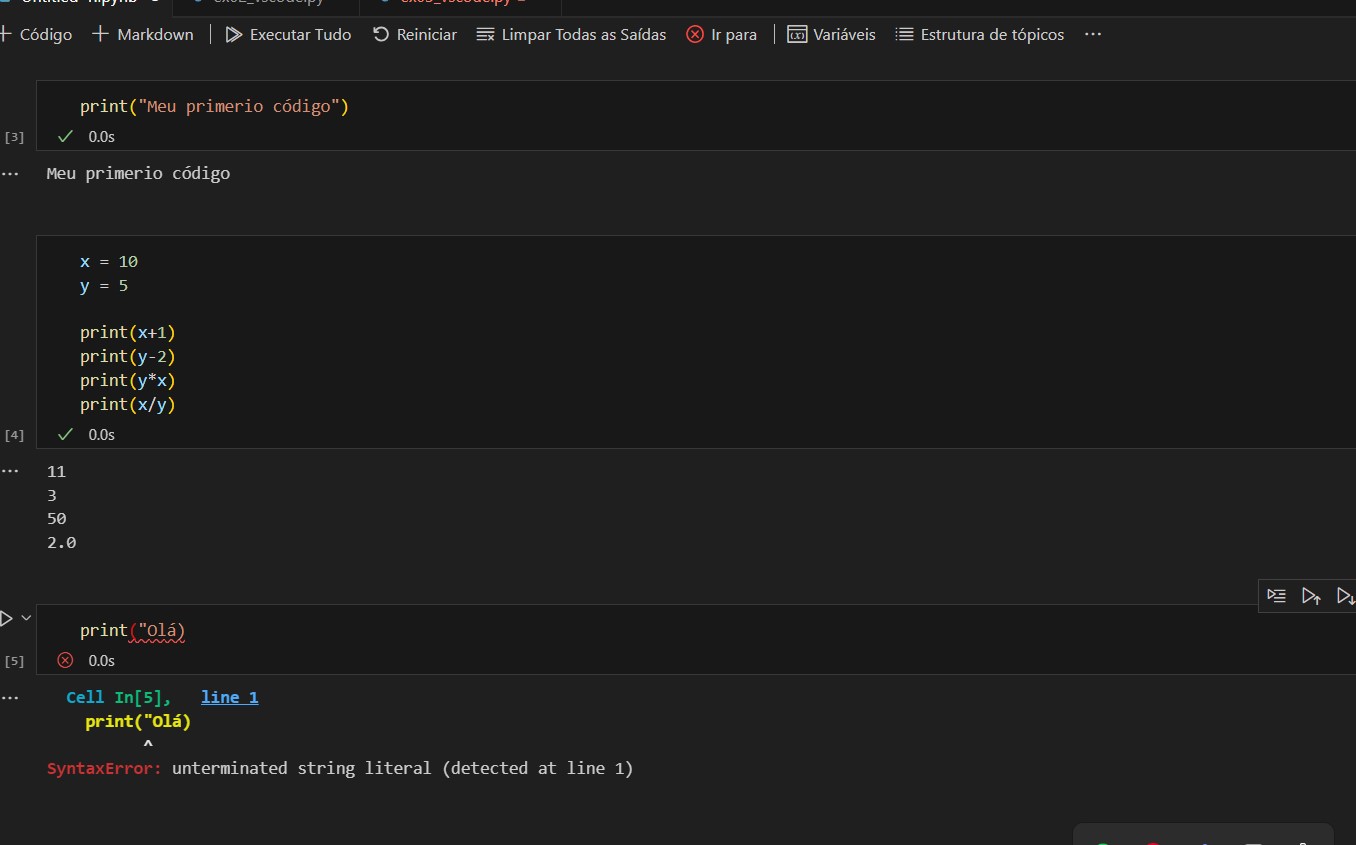 + Código + Markdown Executar Tudo Reiniciar Limpar Todas as Saídas Ir para Variáveis Estrutura de tópicos ...
print("Meu primerio código")
[3] 0.0s
... Meu primerio código
x = 10
y = 5
print(x+1)
print(y-2)
print(y*x)
print(x/y)
[4] 0.0s
... 11
3
50
2.0
print("Olá)
[5] 0.0s
... Cell In[5], line 1
print("Olá)
^
SyntaxError: unterminated string literal (detected at line 1)